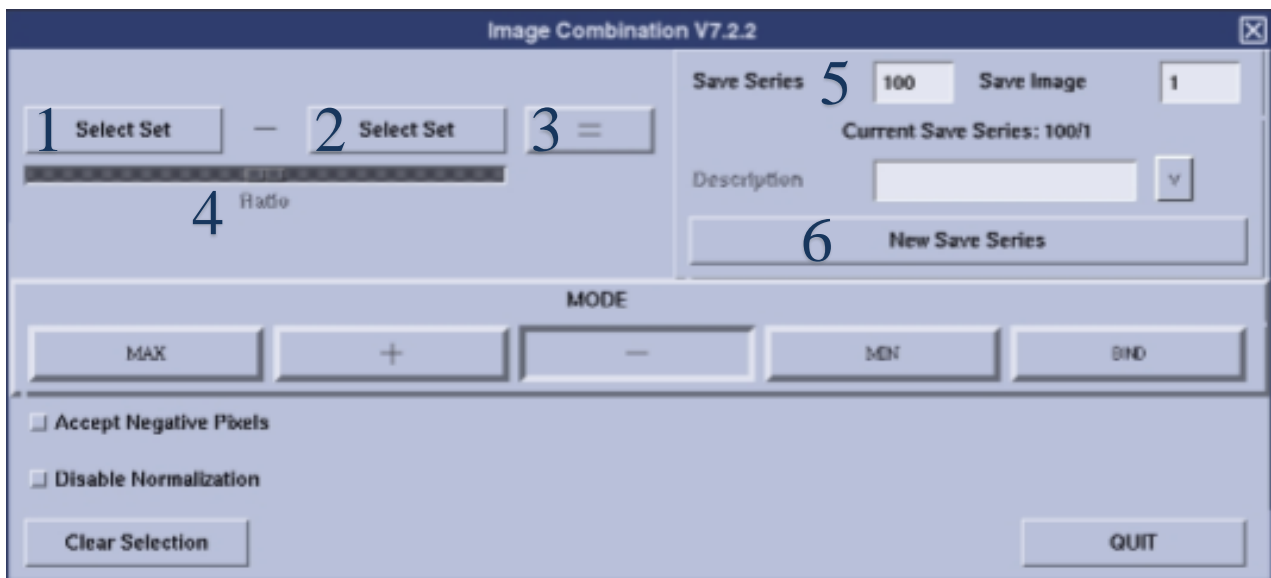 Image Combination V7.2.2
Save Series 5 100 Save Image 1
1 Select Set − 2 Select Set 3 =
Current Save Series: 100/1
Description v
4 Ratio
6 New Save Series
MODE
MAX + − MIN BIND
Accept Negative Pixels
Disable Normalization
Clear Selection QUIT